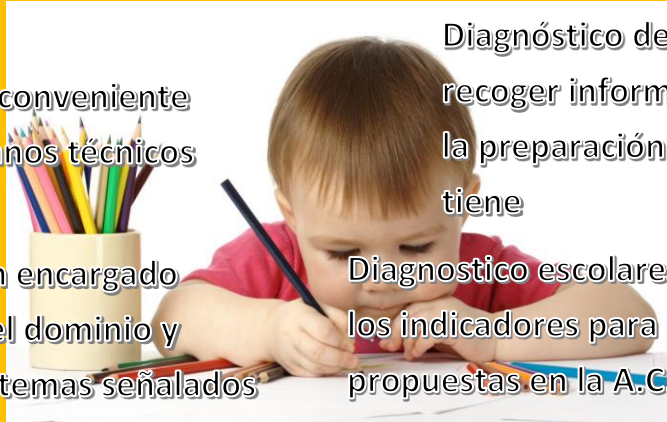 conveniente
nos técnicos
encargado
el dominio y
temas señalados
Diagnóstico de
recoger inform
la preparación
tiene
Diagnostico escolare
los indicadores para
propuestas en la A.C